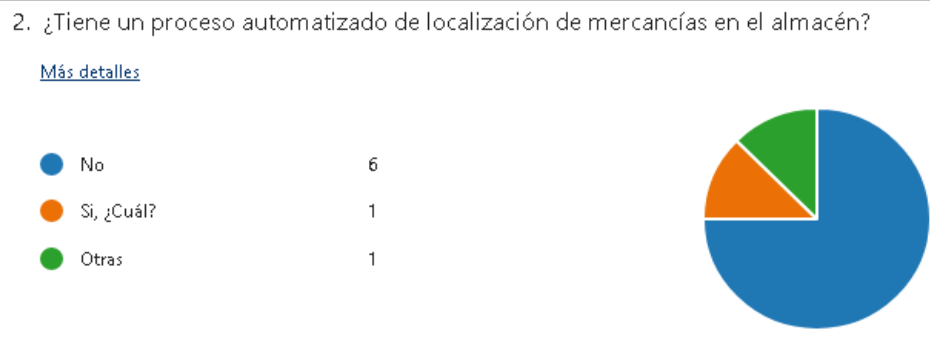 2. ¿Tiene un proceso automatizado de localización de mercancías en el almacén?
Más detalles
No 6
Si, ¿Cuál? 1
Otras 1